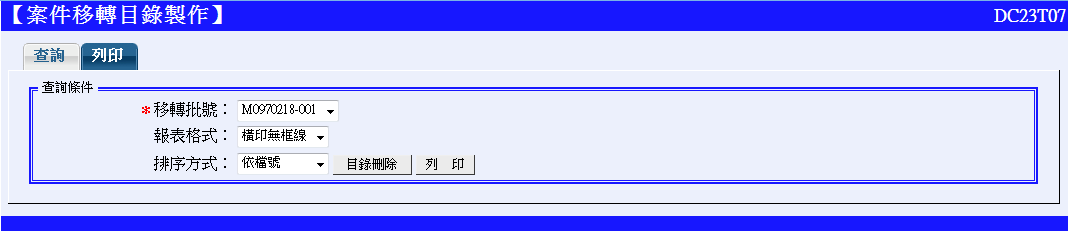 【案件移轉目錄製作】 DC23T07
查詢 列印
查詢條件
*移轉批號： M0970218-001
報表格式： 橫印無框線
排序方式： 依檔號 目錄刪除 列 印